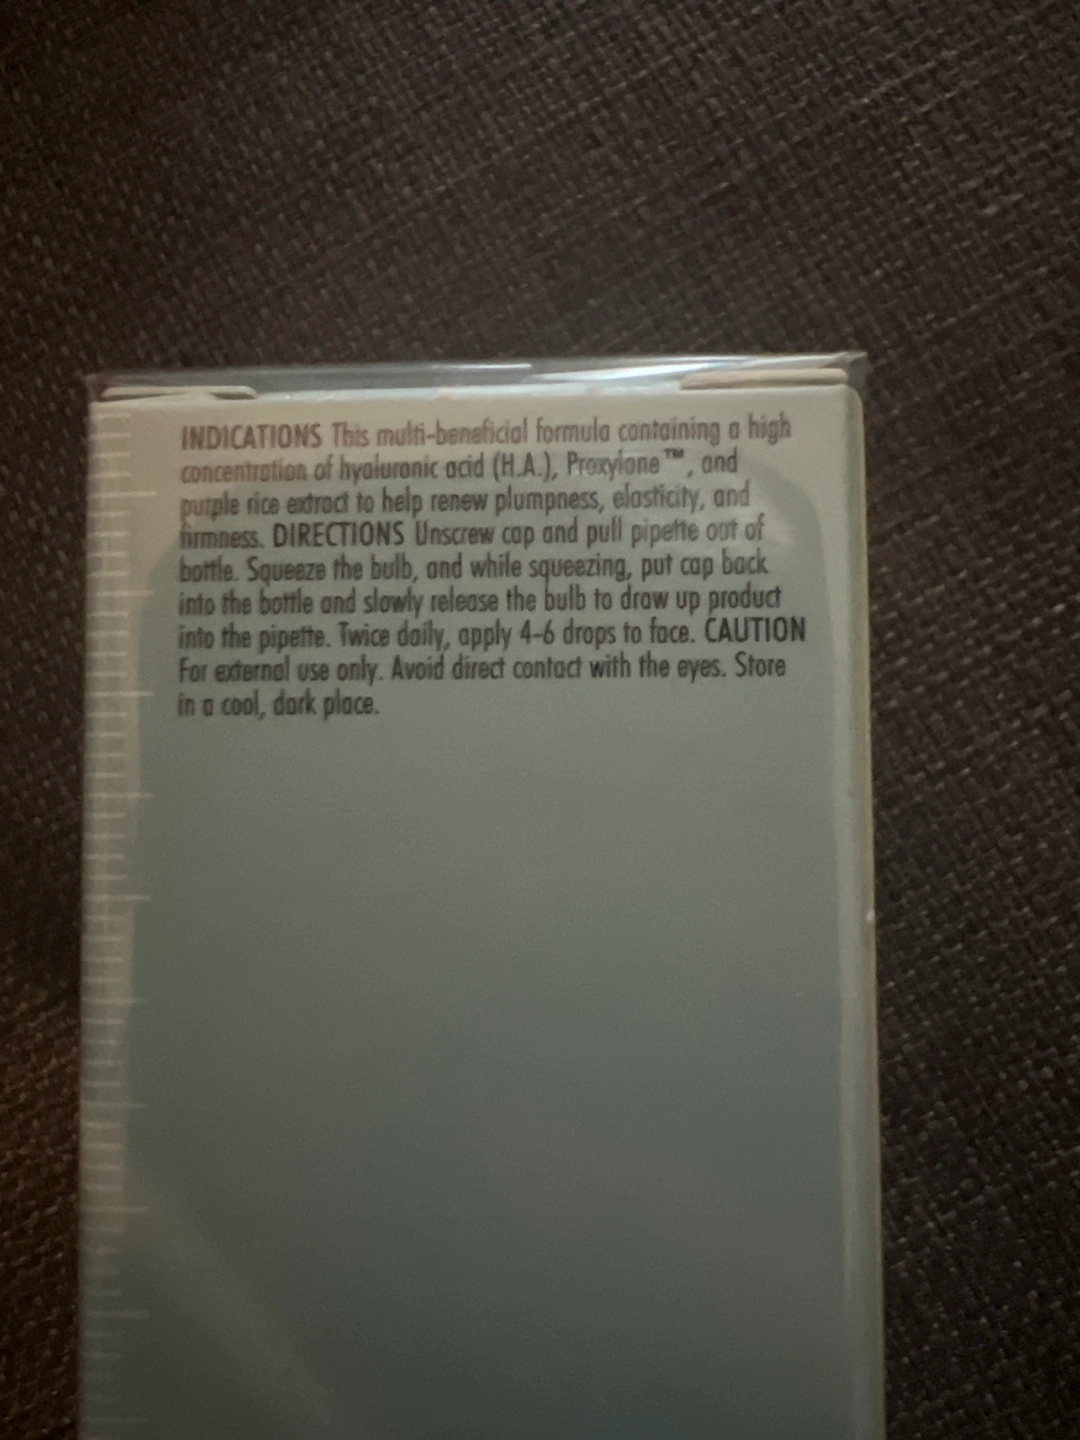 INDICATIONS This multi-beneficial formula containing a high
concentration of hyaluronic acid (H.A.), Proxylane™, and
purple rice extract to help renew plumpness, elasticity, and
firmness. DIRECTIONS Unscrew cap and pull pipette out of
bottle. Squeeze the bulb, and while squeezing, put cap back
into the bottle and slowly release the bulb to draw up product
into the pipette. Twice daily, apply 4-6 drops to face. CAUTION
For external use only. Avoid direct contact with the eyes. Store
in a cool, dark place.